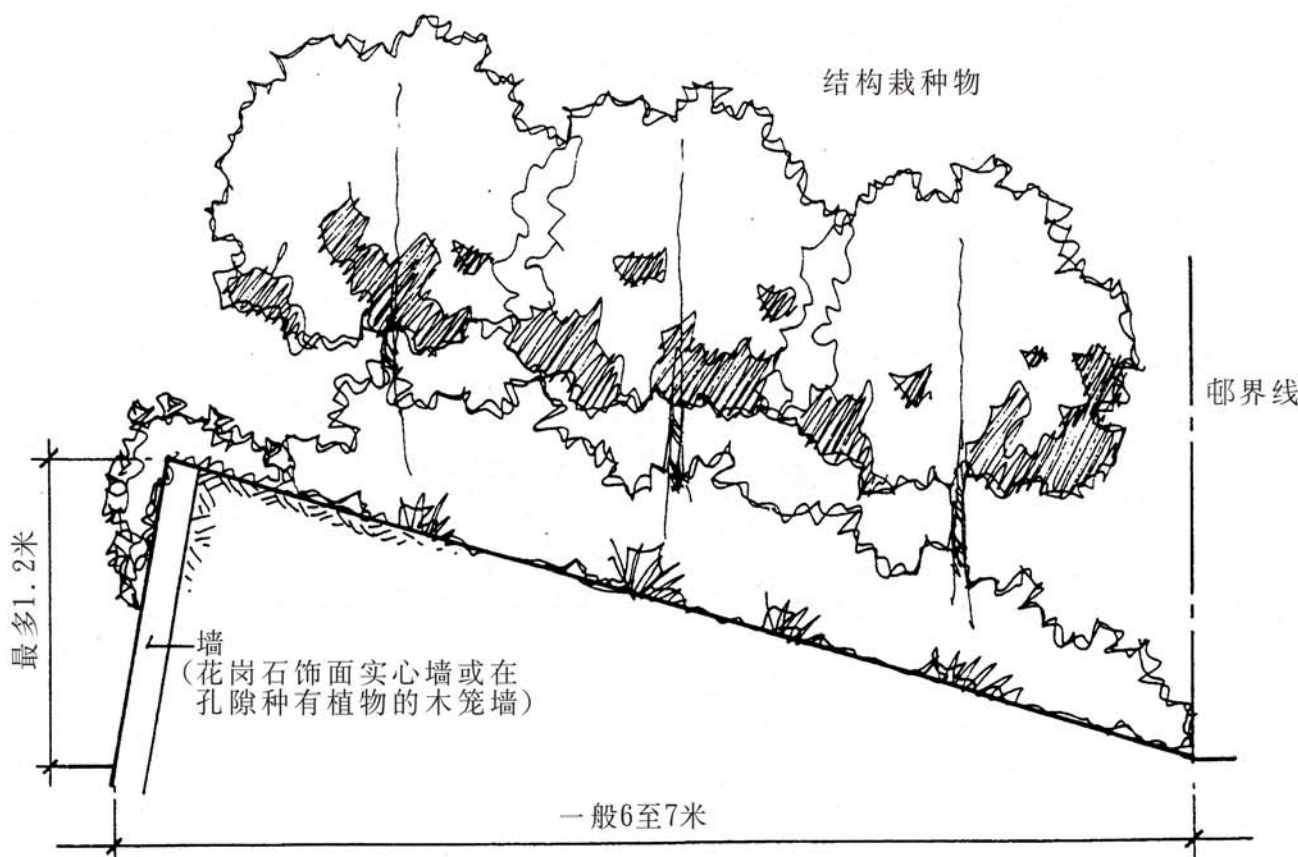 结构栽种物
邨界线
最多1.2米
墙
(花岗石饰面实心墙或在
孔隙种有植物的木笼墙)
一般6至7米